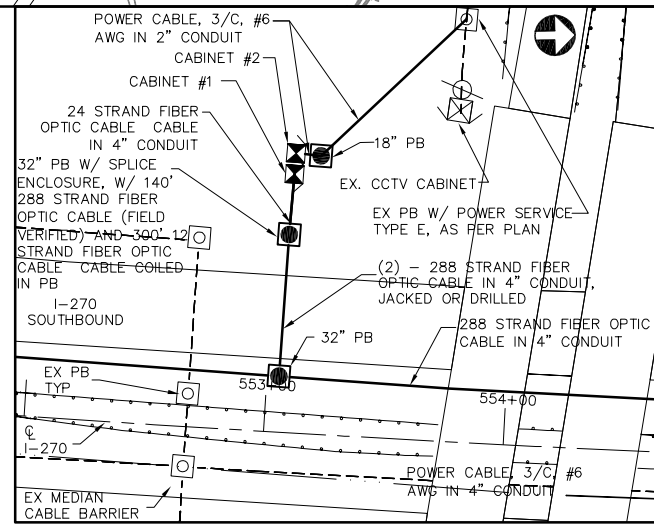 POWER CABLE, 3/C, #6
AWG IN 2" CONDUIT
CABINET #2
CABINET #1
24 STRAND FIBER
OPTIC CABLE CABLE
IN 4" CONDUIT
18" PB
32" PB W/ SPLICE
ENCLOSURE, W/ 140'
288 STRAND FIBER
OPTIC CABLE (FIELD
VERIFIED) AND 300' 12
STRAND FIBER OPTIC
CABLE CABLE COILED
IN PB
EX. CCTV CABINET
EX PB W/ POWER SERVICE
TYPE E, AS PER PLAN
(2) - 288 STRAND FIBER
OPTIC CABLE IN 4" CONDUIT,
JACKED OR DRILLED
I-270
SOUTHBOUND
288 STRAND FIBER OPTIC
CABLE IN 4" CONDUIT
32" PB
EX PB
TYP
553+00
554+00
℄
I-270
POWER CABLE, 3/C, #6
AWG IN 4" CONDUIT
EX MEDIAN
CABLE BARRIER